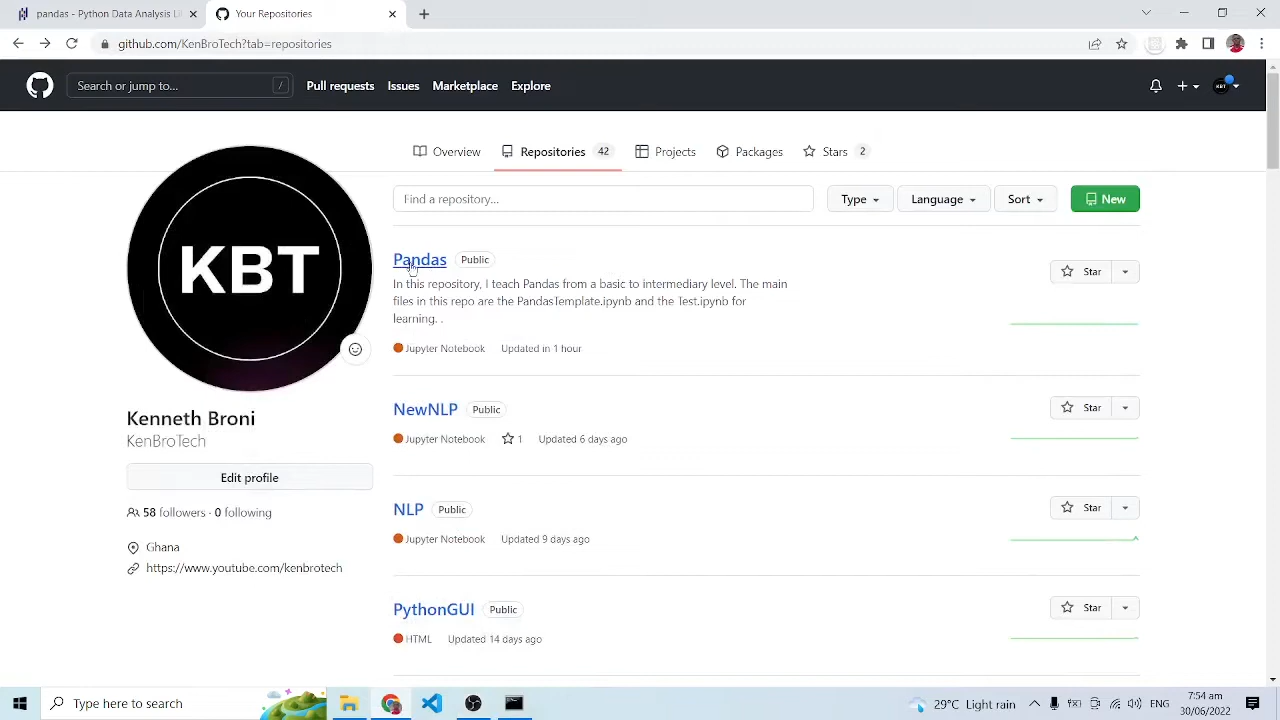 pandas - Python Data Analysis Li
Your Repositories
github.com/KenBroTech?tab=repositories
Search or jump to...
/
Pull requests
Issues
Marketplace
Explore
KBT
Overview
Repositories 42
Projects
Packages
Stars 2
Find a repository...
Type
Language
Sort
New
KBT
Kenneth Broni
KenBroTech
Edit profile
58 followers · 0 following
Ghana
https://www.youtube.com/kenbrotech
Pandas Public
Star
In this repository, I teach Pandas from a basic to intermediary level. The main
files in this repo are the PandasTemplate.ipynb and the Test.ipynb for
learning. .
Jupyter Notebook Updated in 1 hour
NewNLP Public
Star
Jupyter Notebook 1 Updated 6 days ago
NLP Public
Star
Jupyter Notebook Updated 9 days ago
PythonGUI Public
Star
HTML Updated 14 days ago
Type here to search
29°C Light rain
ENG
7:54 am
30/06/2022